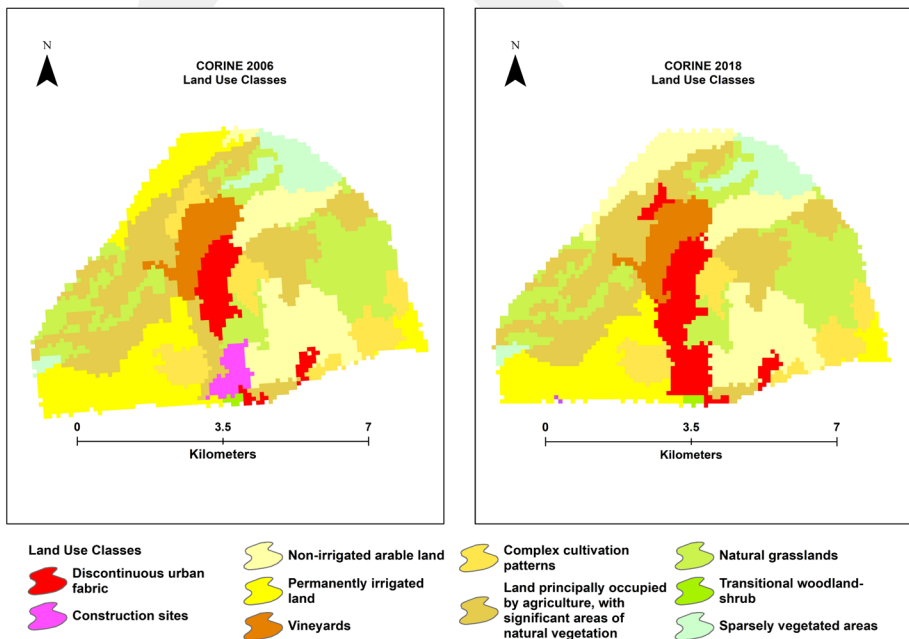 N
CORINE 2006
Land Use Classes
0
3.5
7
Kilometers
N
CORINE 2018
Land Use Classes
0
3.5
7
Kilometers
Land Use Classes
Discontinuous urban
fabric
Construction sites
Non-irrigated arable land
Permanently irrigated
land
Vineyards
Complex cultivation
patterns
Land principally occupied
by agriculture, with
significant areas of
natural vegetation
Natural grasslands
Transitional woodland-
shrub
Sparsely vegetated areas